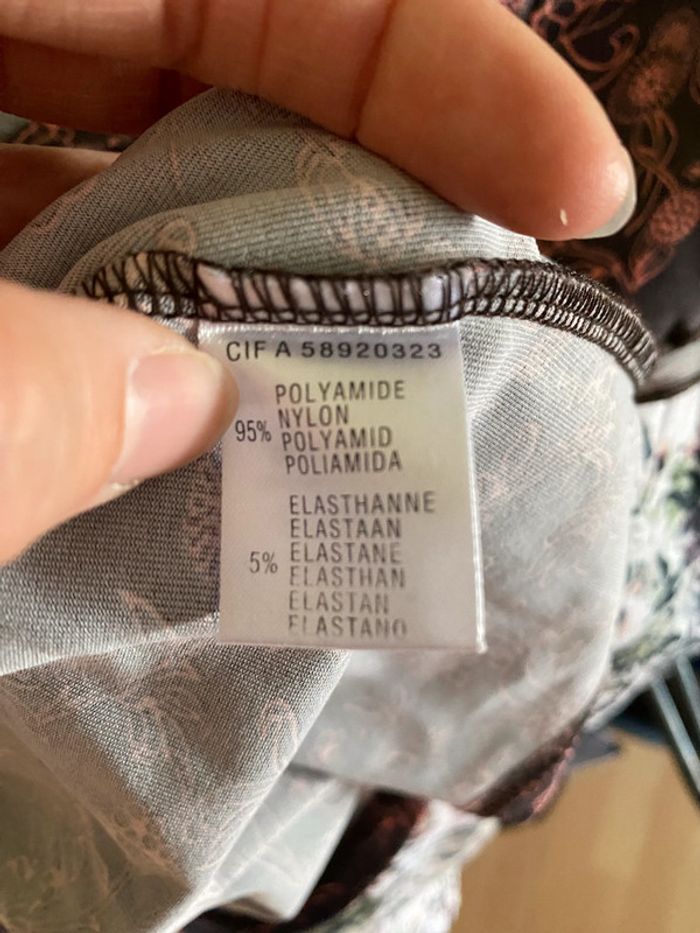 CIF A 58920323
POLYAMIDE
NYLON
95% POLYAMID
POLIAMIDA
ELASTHANNE
ELASTAAN
5% ELASTANE
ELASTHAN
ELASTAN
ELASTANO